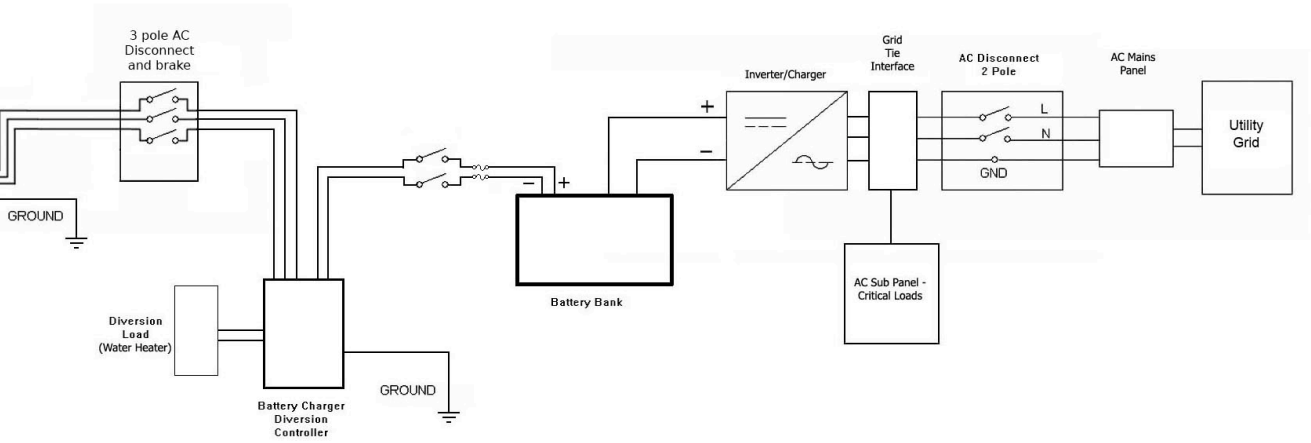 3 pole AC
Disconnect
and brake
GROUND
Diversion
Load
(Water Heater)
Battery Charger
Diversion
Controller
GROUND
− +
Battery Bank
+
−
Inverter/Charger
Grid
Tie
Interface
AC Sub Panel -
Critical Loads
AC Disconnect
2 Pole
L
N
GND
AC Mains
Panel
Utility
Grid